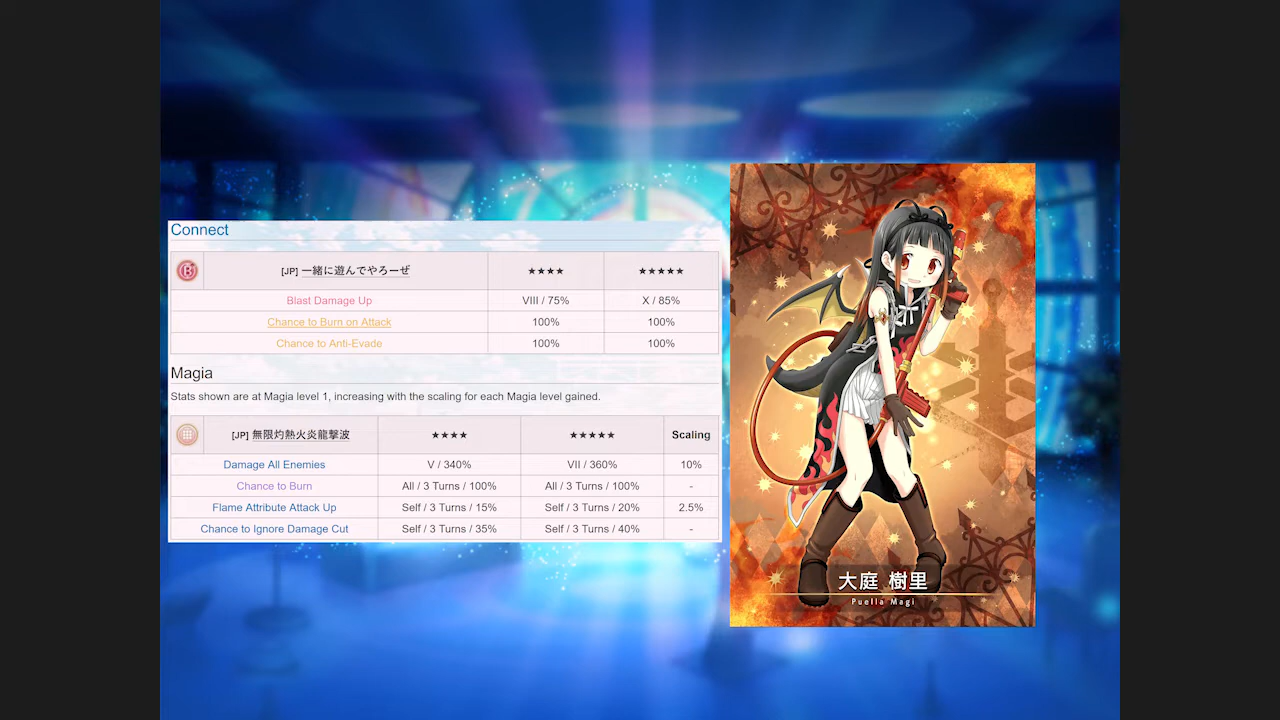 Connect
[JP] 一緒に遊んでやろーぜ ★★★★ ★★★★★
Blast Damage Up VIII / 75% X / 85%
Chance to Burn on Attack 100% 100%
Chance to Anti-Evade 100% 100%
Magia
Stats shown are at Magia level 1, increasing with the scaling for each Magia level gained.
[JP] 無限灼熱火炎龍撃波 ★★★★ ★★★★★ Scaling
Damage All Enemies V / 340% VII / 360% 10%
Chance to Burn All / 3 Turns / 100% All / 3 Turns / 100% -
Flame Attribute Attack Up Self / 3 Turns / 15% Self / 3 Turns / 20% 2.5%
Chance to Ignore Damage Cut Self / 3 Turns / 35% Self / 3 Turns / 40% -
大庭 樹里
Puella Magi